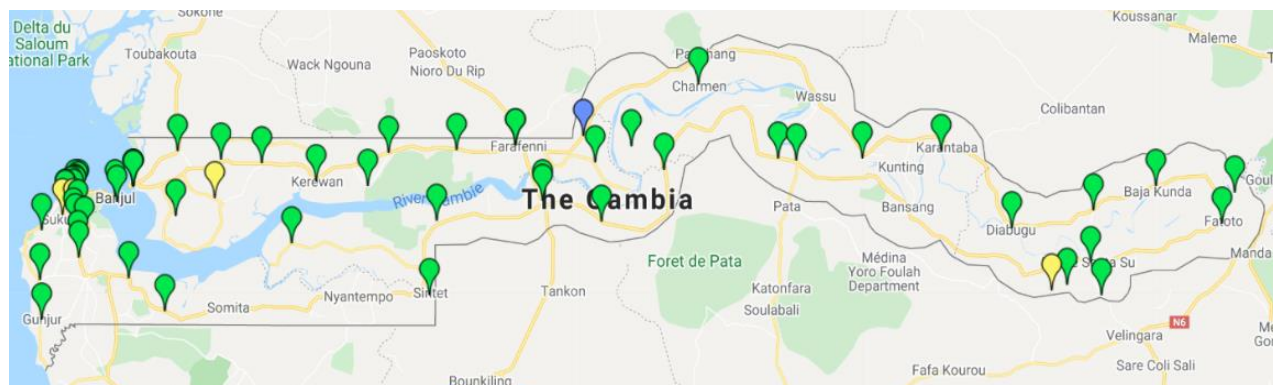 Delta du
Saloum
National Park
Sokone
Toubakouta
Wack Ngouna
Paoskoto
Nioro Du Rip
Charmen
Koussanar
Maleme
Wassu
Colibantan
Farafenni
Karantaba
Kerewan
Kunting
Banjul
River Gambie
The Gambia
Baja Kunda
Bansang
Diabugu
Fatoto
Pata
Foret de Pata
Médina
Yoro Foulah
Department
Manda
Somita
Nyantempo
Sintet
Tankon
Katonfara
Soulabali
Gunjur
Velingara
N6
Fafa Kourou
Sare Coli Sali
Bounkiling